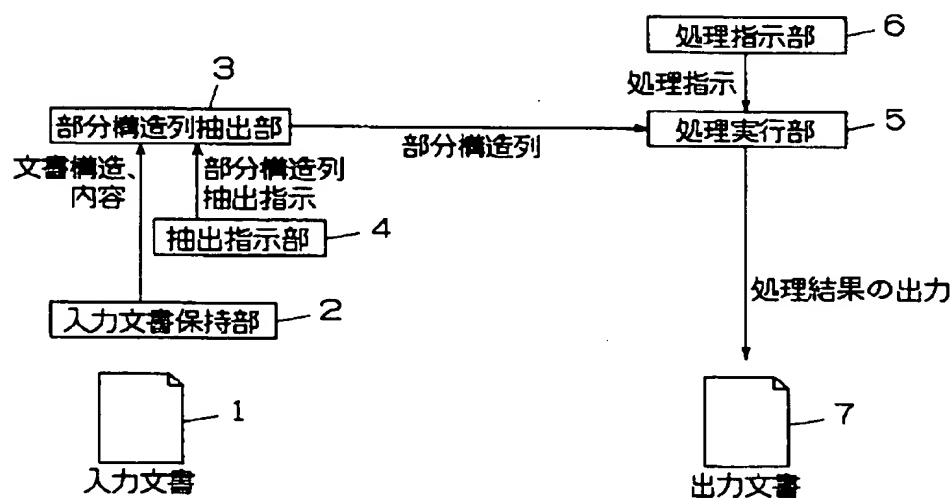 処理指示部
6
処理指示
3
部分構造列抽出部
部分構造列
処理実行部
5
文書構造、
内容
部分構造列
抽出指示
抽出指示部
4
処理結果の出力
入力文書保持部
2
1
入力文書
7
出力文書